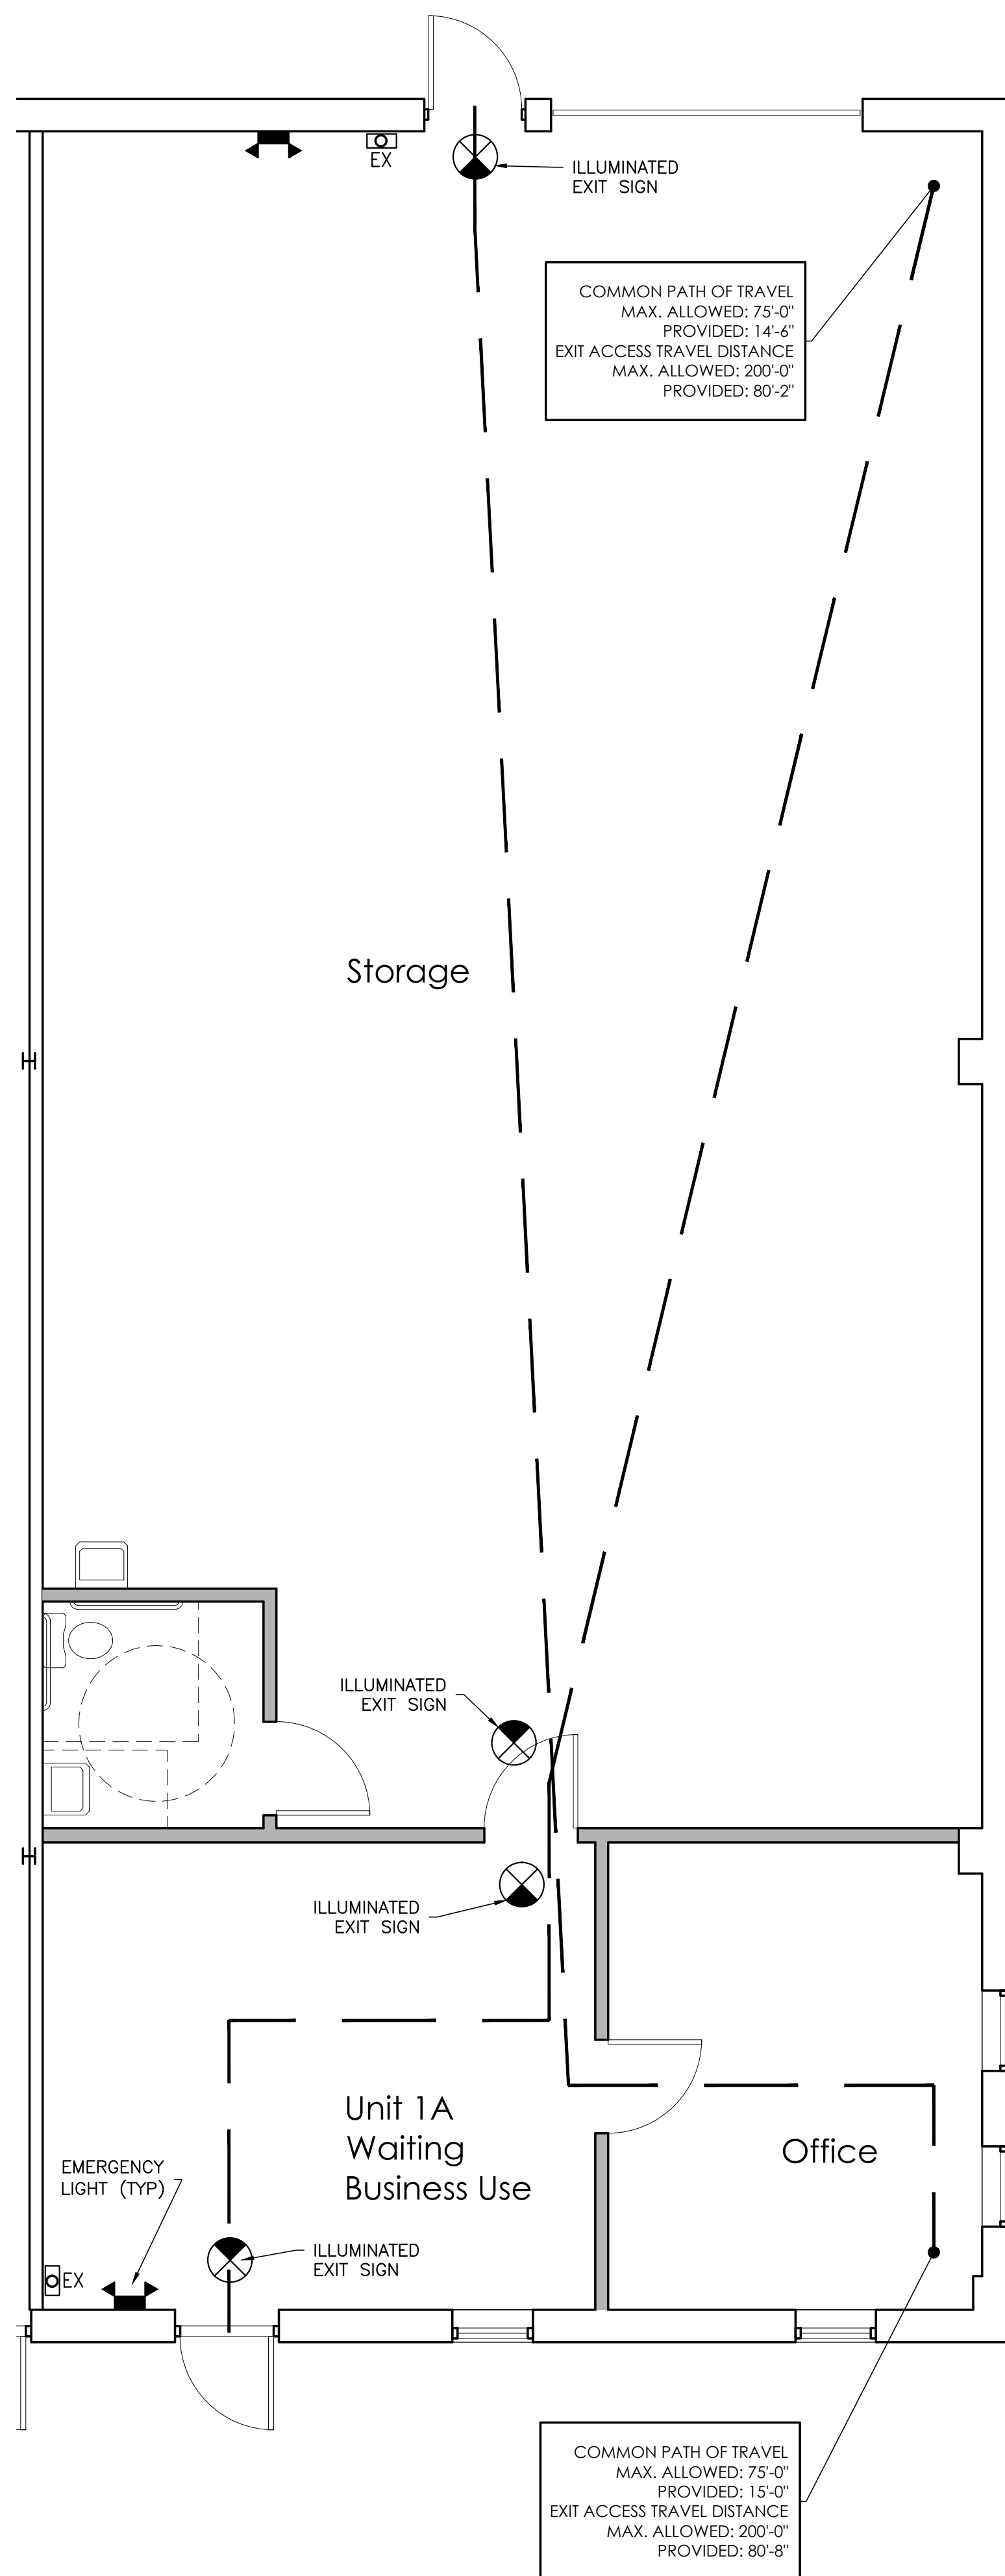 EX
ILLUMINATED
EXIT SIGN
COMMON PATH OF TRAVEL
MAX. ALLOWED: 75'-0"
PROVIDED: 14'-6"
EXIT ACCESS TRAVEL DISTANCE
MAX. ALLOWED: 200'-0"
PROVIDED: 80'-2"
Storage
ILLUMINATED
EXIT SIGN
ILLUMINATED
EXIT SIGN
Unit 1A
Waiting
Business Use
Office
EMERGENCY
LIGHT (TYP)
ILLUMINATED
EXIT SIGN
EX
COMMON PATH OF TRAVEL
MAX. ALLOWED: 75'-0"
PROVIDED: 15'-0"
EXIT ACCESS TRAVEL DISTANCE
MAX. ALLOWED: 200'-0"
PROVIDED: 80'-8"